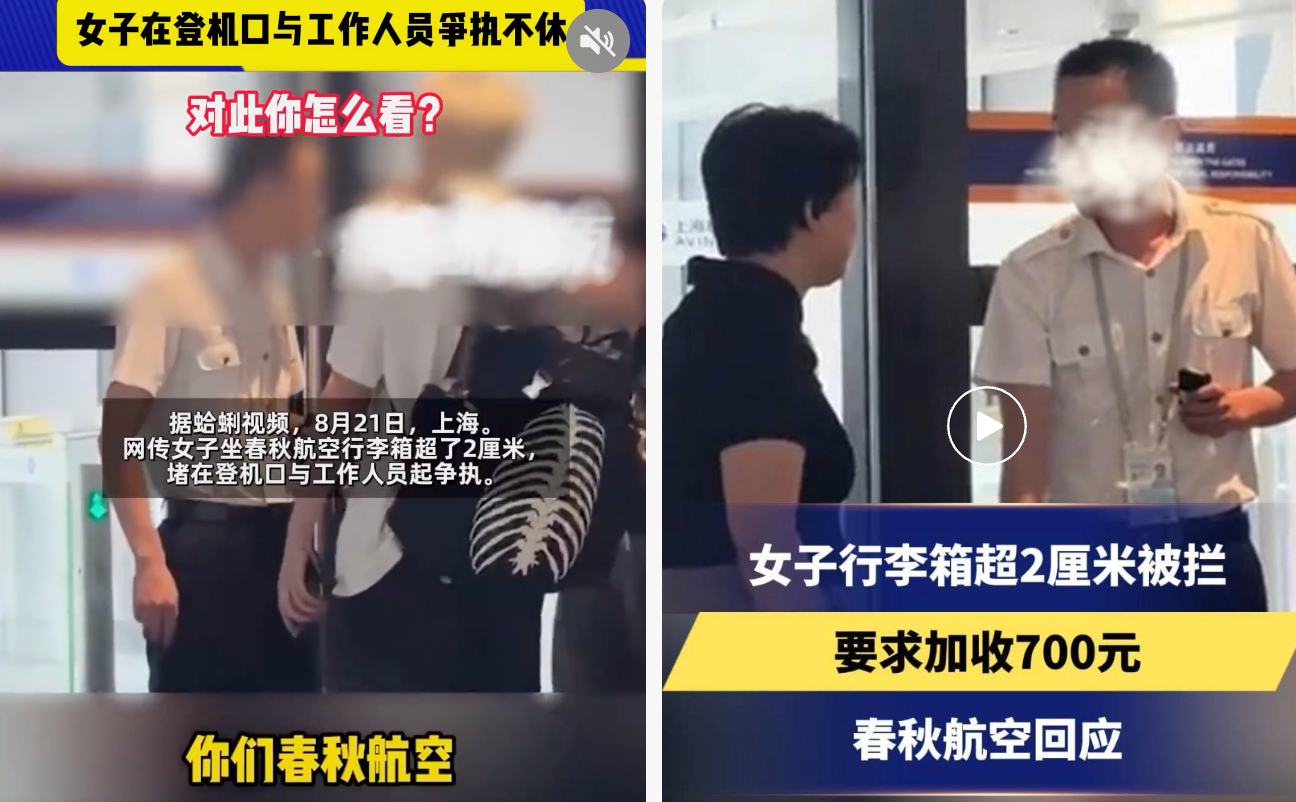 女子在登机口与工作人员争执不休
对此你怎么看?
据蛤蜊视频，8月21日，上海。
网传女子坐春秋航空行李箱超了2厘米，
堵在登机口与工作人员起争执。
你们春秋航空
上海
AVIN
女子行李箱超2厘米被拦
要求加收700元
春秋航空回应